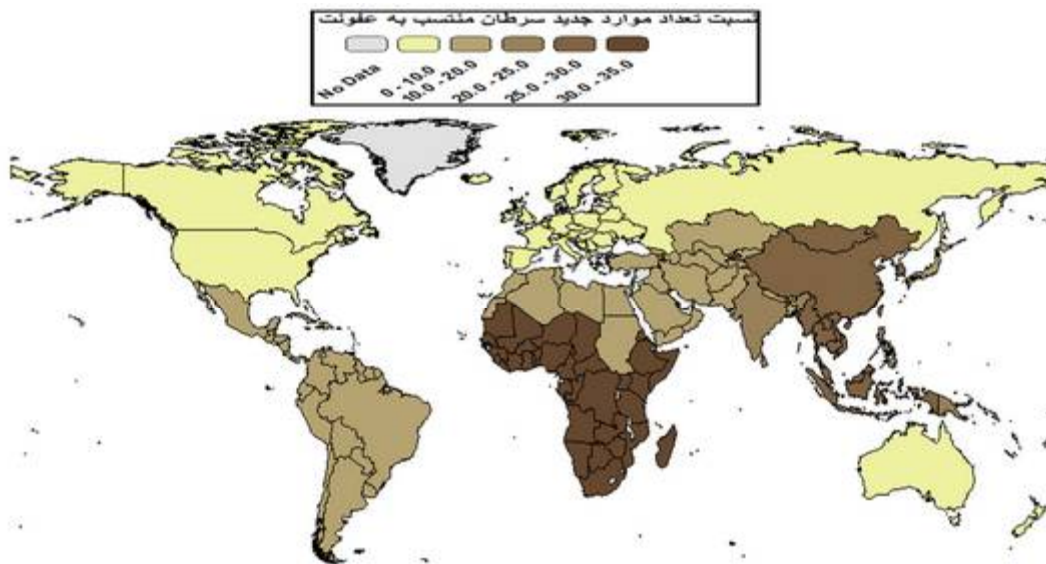 نسبت تعداد موارد جدید سرطان منتسب به عفونت
No Data
0 - 10.0
10.0 - 20.0
20.0 - 25.0
25.0 - 30.0
30.0 - 35.0